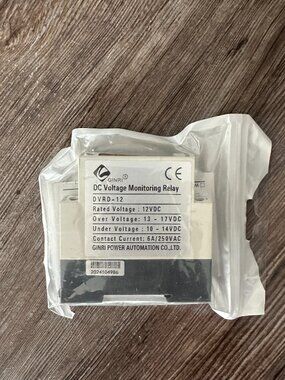 GINRI®
CE
DC Voltage Monitoring Relay
DVRD-12
Rated Voltage: 12VDC
Over Voltage: 13 - 17VDC
Under Voltage: 10 - 14VDC
Contact Current: 6A/250VAC
GINRI POWER AUTOMATION CO.,LTD.
2074104986